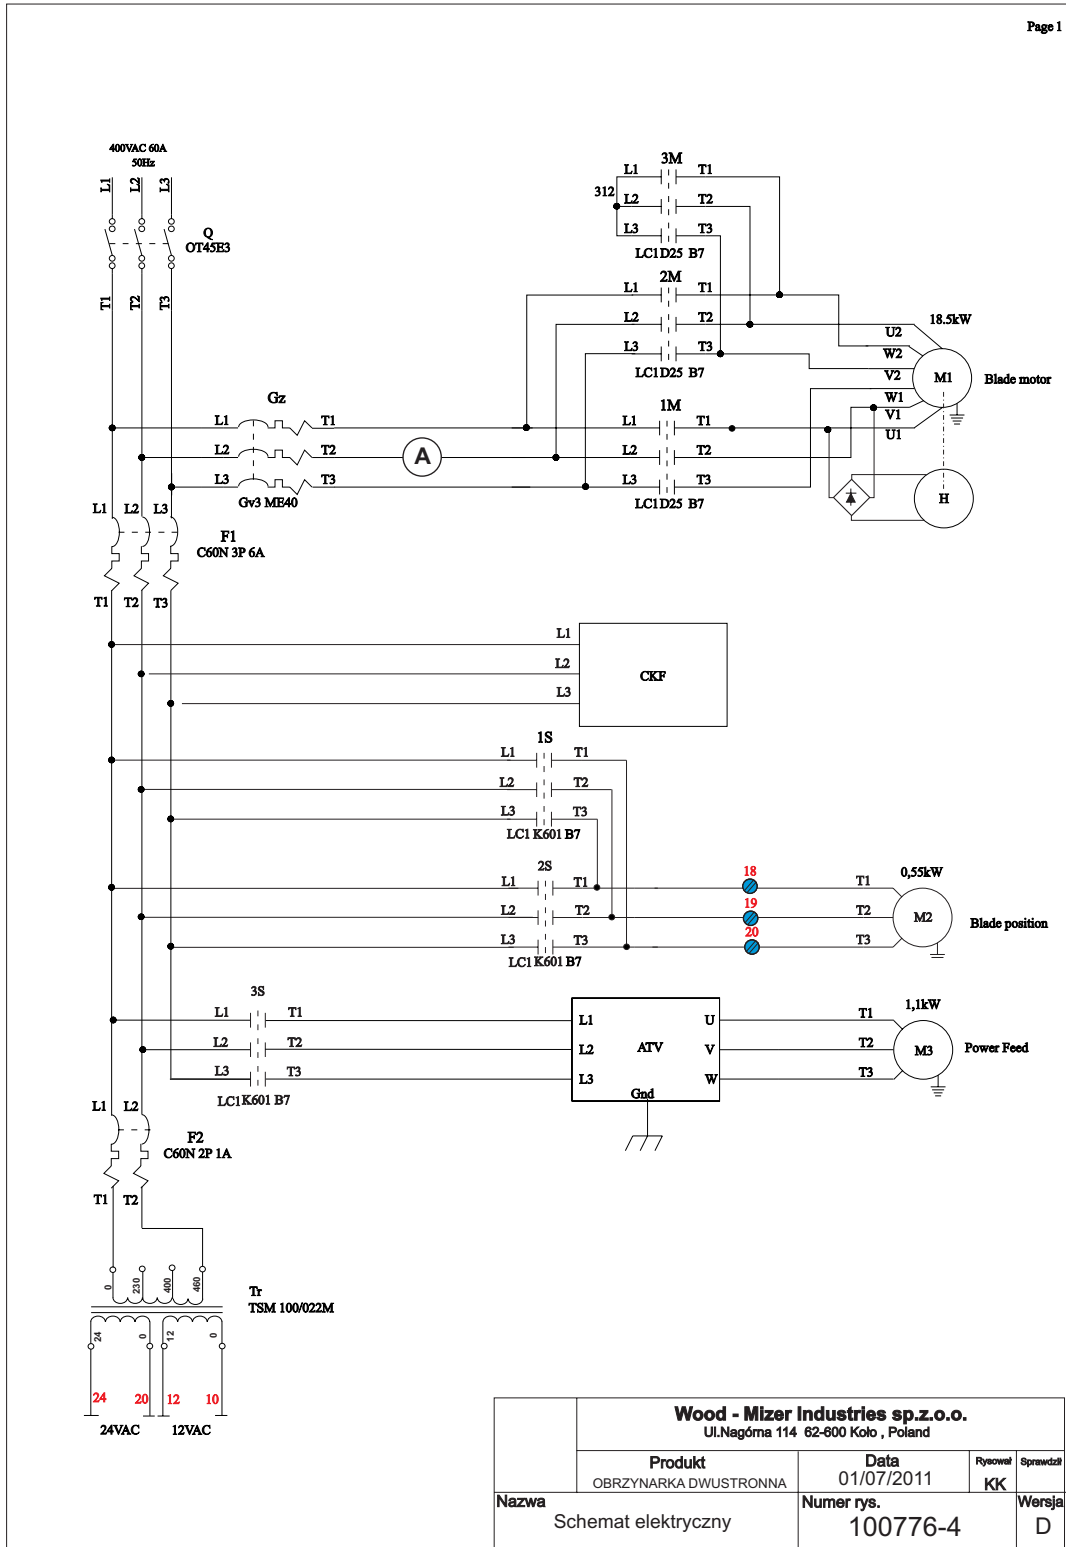 Page 1
400VAC 60A
50Hz
L1 L2 L3
Q
OT45E3
T1 T2 T3
3M
L1 T1
312
L2 T2
L3 T3
LC1D25 B7
2M
L1 T1
L2 T2
L3 T3
LC1D25 B7
18.5kW
U2
W2
V2
W1
V1
U1
M1
Blade motor
H
Gz
L1 T1
L2 T2
L3 T3
Gv3 ME40
A
1M
L1 T1
L2 T2
L3 T3
LC1D25 B7
L1 L2 L3
F1
C60N 3P 6A
T1 T2 T3
L1
L2
L3
CKF
1S
L1 T1
L2 T2
L3 T3
LC1 K601 B7
2S
L1 T1
L2 T2
L3 T3
LC1 K601 B7
18
19
20
0,55kW
T1
T2
T3
M2
Blade position
3S
L1 T1
L2 T2
L3 T3
LC1K601 B7
L1 U
L2 ATV V
L3 W
Gnd
1,1kW
T1
T2
T3
M3
Power Feed
L1 L2
F2
C60N 2P 1A
T1 T2
0 230 400 460
Tr
TSM 100/022M
24 0 12 0
24 20 12 10
24VAC 12VAC
Wood - Mizer Industries sp.z.o.o.
Ul.Nagórna 114 62-600 Koło , Poland
Produkt
OBRZYNARKA DWUSTRONNA
Data
01/07/2011
Rysował
KK
Sprawdził
Nazwa
Schemat elektryczny
Numer rys.
100776-4
Wersja
D